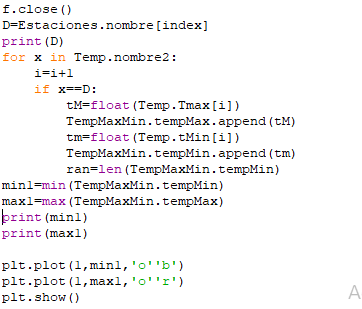 f.close()
D=Estaciones.nombre[index]
print(D)
for x in Temp.nombre2:
    i=i+1
    if x==D:
        tM=float(Temp.Tmax[i])
        TempMaxMin.tempMax.append(tM)
        tm=float(Temp.tMin[i])
        TempMaxMin.tempMin.append(tm)
        ran=len(TempMaxMin.tempMin)
min1=min(TempMaxMin.tempMin)
max1=max(TempMaxMin.tempMax)
print(min1)
print(max1)

plt.plot(1,min1,'o''b')
plt.plot(1,max1,'o''r')
plt.show()
A